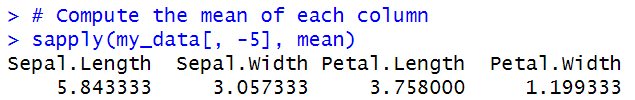 > # Compute the mean of each column
> sapply(my_data[, -5], mean)
Sepal.Length  Sepal.Width Petal.Length  Petal.Width
    5.843333     3.057333     3.758000     1.199333